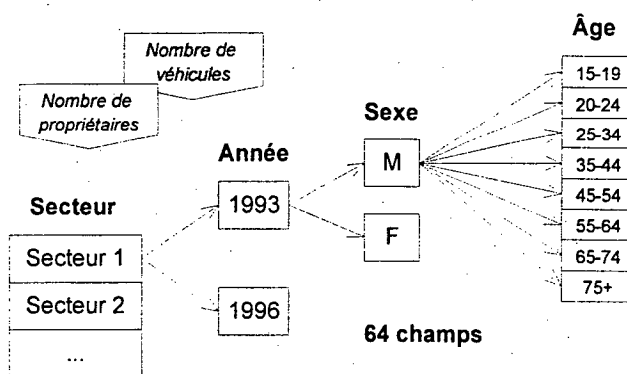 Nombre de
véhicules
Nombre de
propriétaires
Secteur
Secteur 1
Secteur 2
...
Année
1993
1996
Sexe
M
F
Âge
15-19
20-24
25-34
35-44
45-54
55-64
65-74
75+
64 champs